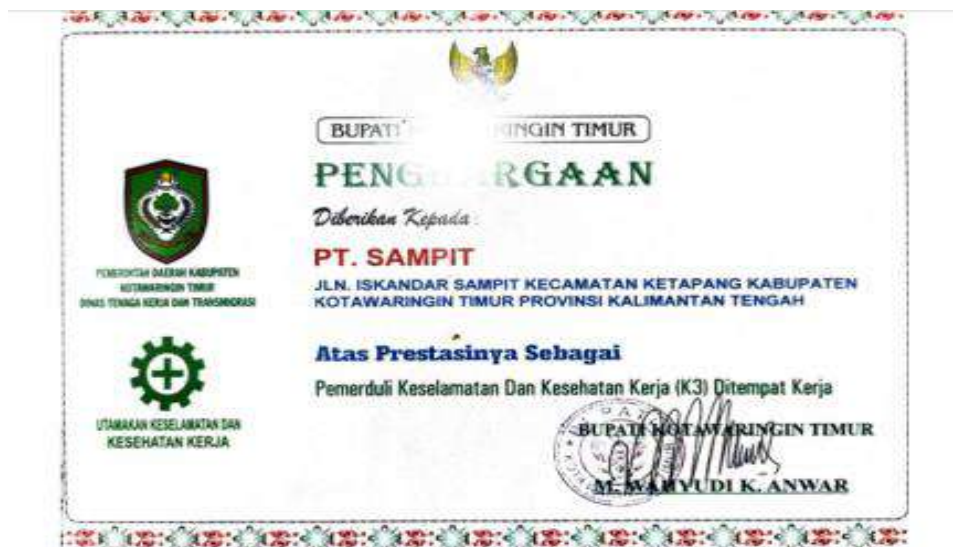 BUPATI RINGIN TIMUR
PENG RGAAN
Diberikan Kepada :
PT. SAMPIT
JLN. ISKANDAR SAMPIT KECAMATAN KETAPANG KABUPATEN
KOTAWARINGIN TIMUR PROVINSI KALIMANTAN TENGAH
PEMERINTAH DAERAH KABUPATEN
KOTAWARINGIN TIMUR
DINAS TENAGA KERJA DAN TRANSMIGRASI
Atas Prestasinya Sebagai
Pemerduli Keselamatan Dan Kesehatan Kerja (K3) Ditempat Kerja
UTAMAKAN KESELAMATAN DAN
KESEHATAN KERJA
BUPATI KOTAWARINGIN TIMUR
M. WAHYUDI K. ANWAR